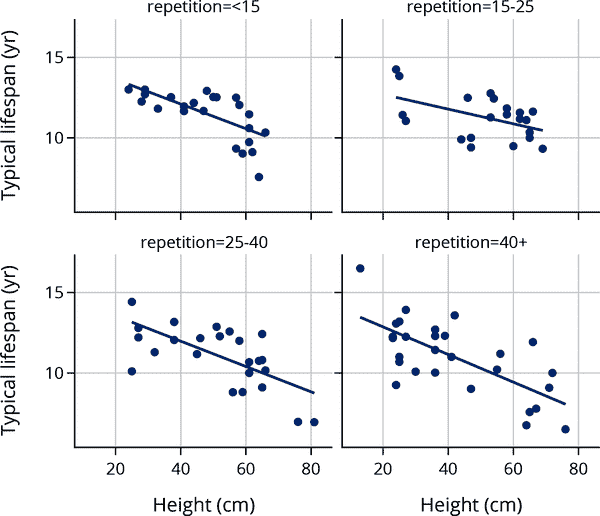 repetition=<15
repetition=15-25
Typical lifespan (yr)
15
10
repetition=25-40
repetition=40+
Typical lifespan (yr)
15
10
20
40
60
80
20
40
60
80
Height (cm)
Height (cm)